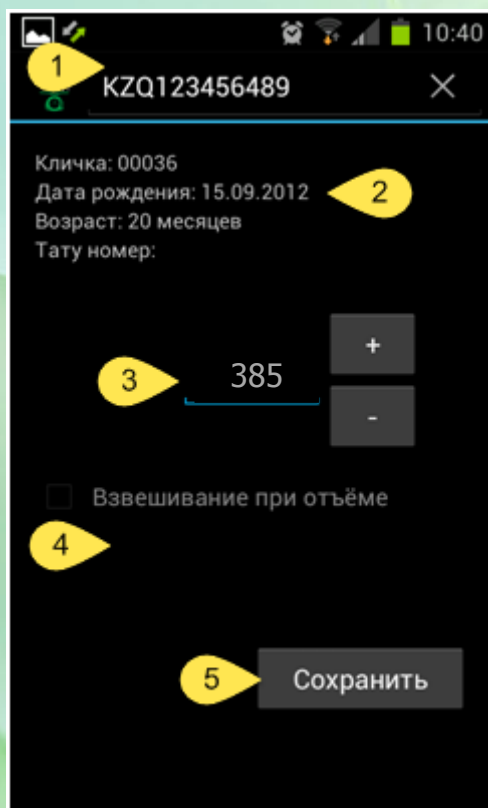 10:40
1
KZQ123456489
Кличка: 00036
Дата рождения: 15.09.2012
2
Возраст: 20 месяцев
Тату номер:
+
3
385
-
Взвешивание при отъёме
4
5
Сохранить